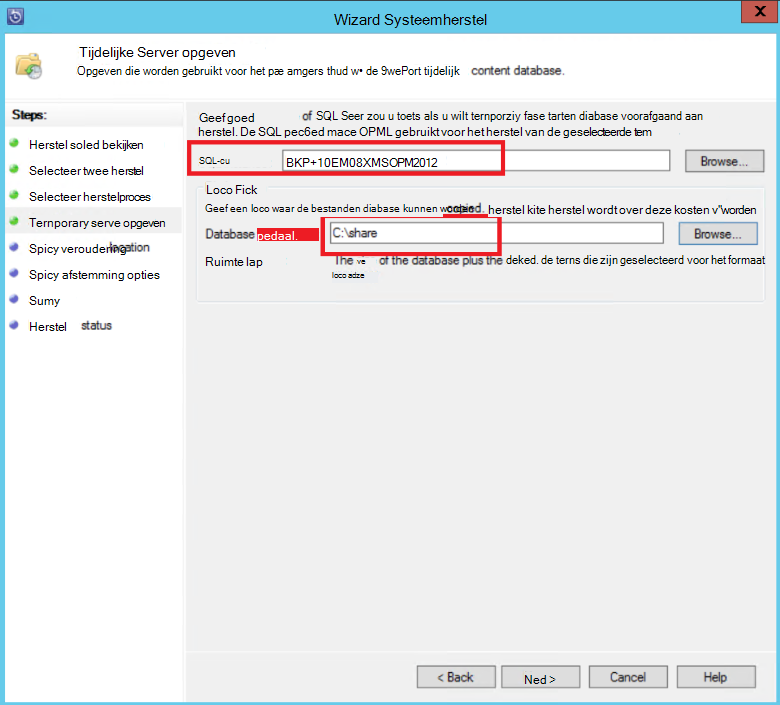 Wizard Systeemherstel
X
Tijdelijke Server opgeven
Opgeven die worden gebruikt voor het pæ amgers thud w• de 9wePort tijdelijk content database.
Steps:
Herstel soled bekijken
Selecteer twee herstel
Selecteer herstelproces
Ternporary serve opgeven
Spicy veroudering location
Spicy afstemming opties
Sumy
Herstel status
Geef goed of SQL Seer zou u toets als u wilt ternporziy fase tarten diabase voorafgaand aan
herstel. De SQL pec6ed mace OPML gebruikt voor het herstel van de geselecteerde tem
SQL-cu BKP+10EM08XMSOPM2012 Browse...
Loco Fick
Geef een loco waar de bestanden diabase kunnen worden herstel kite herstel wordt over deze kosten v"worden
Database pedaal. C:\share Browse...
Ruimte lap The ve of the database plus the deked. de terns die zijn geselecteerd voor het formaat
loco adze
< Back Ned > Cancel Help